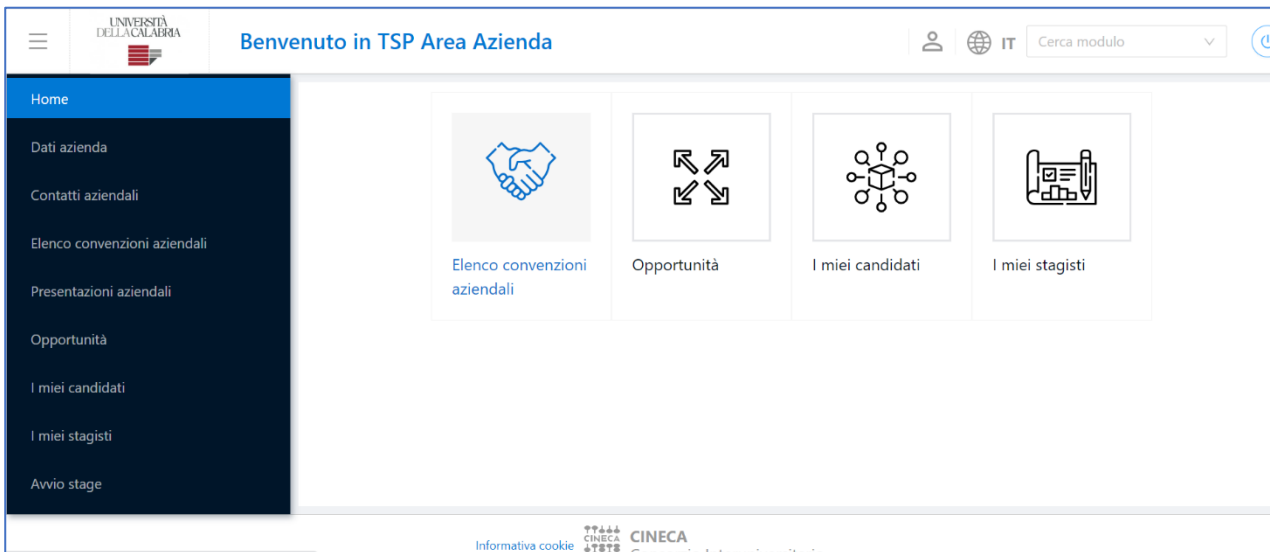 UNIVERSITÀ
DELLA CALABRIA
Benvenuto in TSP Area Azienda
IT
Cerca modulo
Home
Dati azienda
Contatti aziendali
Elenco convenzioni aziendali
Presentazioni aziendali
Opportunità
I miei candidati
I miei stagisti
Avvio stage
Elenco convenzioni
aziendali
Opportunità
I miei candidati
I miei stagisti
Informativa cookie
CINECA
CINECA